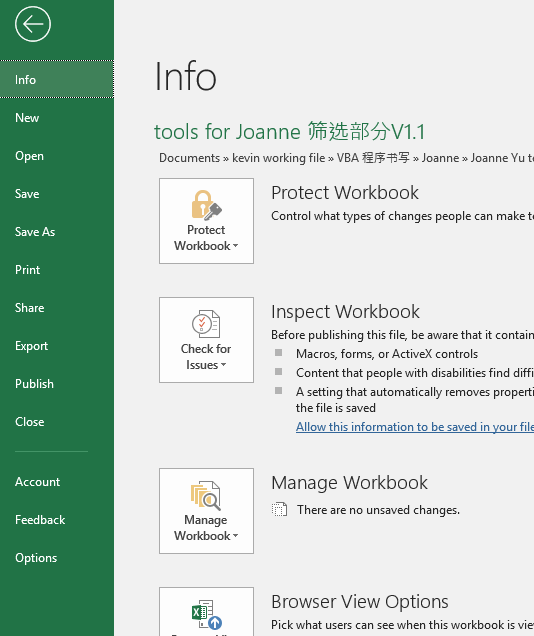 Info
New
Open
Save
Save As
Print
Share
Export
Publish
Close
Account
Feedback
Options
Info
tools for Joanne 筛选部分V1.1
Documents » kevin working file » VBA 程序书写 » Joanne » Joanne Yu
Protect Workbook
Protect Workbook
Control what types of changes people can make
Check for Issues
Inspect Workbook
Before publishing this file, be aware that it
Macros, forms, or ActiveX controls
Content that people with disabilities find
A setting that automatically removes
the file is saved
Allow this information to be saved in your
Manage Workbook
Manage Workbook
There are no unsaved changes.
Browser View Options
Pick what users can see when this workbook is